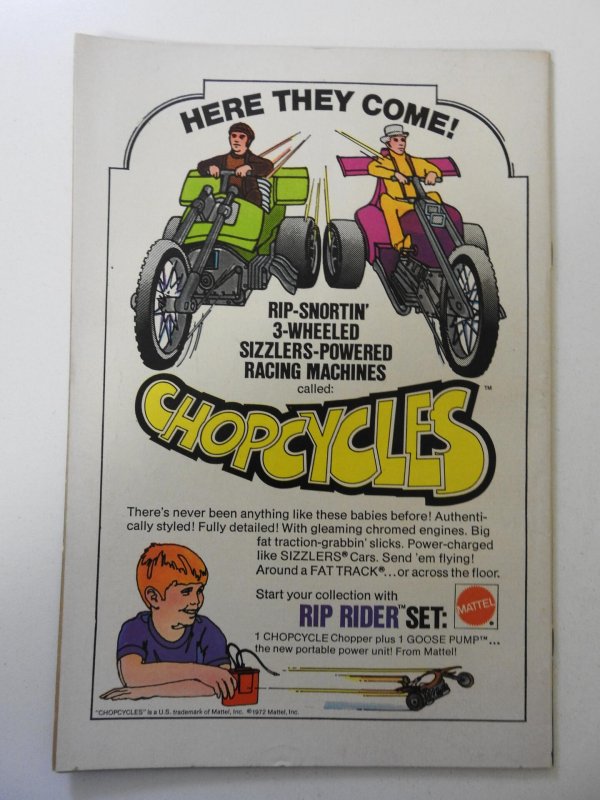 HERE THEY COME!
RIP-SNORTIN'
3-WHEELED
SIZZLERS-POWERED
RACING MACHINES
called:
CHOPCYCLES™
There's never been anything like these babies before! Authenti-
cally styled! Fully detailed! With gleaming chromed engines. Big
fat traction-grabbin' slicks. Power-charged
like SIZZLERS® Cars. Send 'em flying!
Around a FAT TRACK®...or across the floor.
Start your collection with
RIP RIDER™ SET:
MATTEL®
1 CHOPCYCLE Chopper plus 1 GOOSE PUMP™...
the new portable power unit! From Mattel!
"CHOPCYCLES" is a U.S. trademark of Mattel, Inc. ©1972 Mattel, Inc.